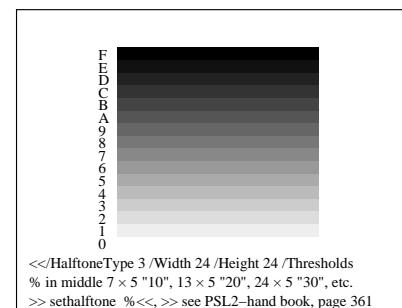 F
E
D
C
B
A
9
8
7
6
5
4
3
2
1
0
<</HalftoneType 3 /Width 24 /Height 24 /Thresholds
% in middle 7 × 5 "10", 13 × 5 "20", 24 × 5 "30", etc.
>> sethalftone %<<, >> see PSL2−hand book, page 361